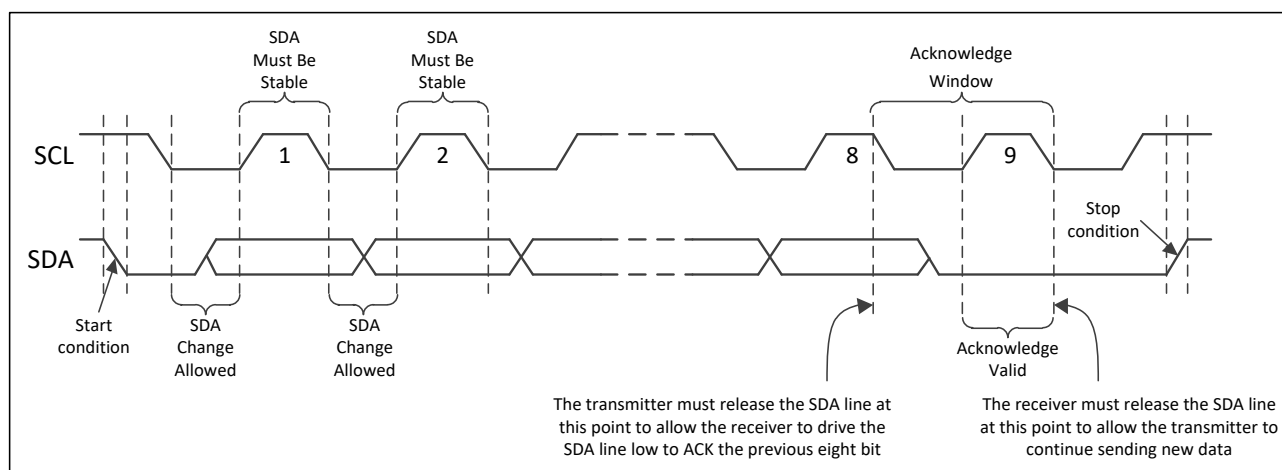 SDA
Must Be
Stable
SDA
Must Be
Stable
Acknowledge
Window
SCL
1
2
8
9
SDA
Stop
condition
Start
condition
SDA
Change
Allowed
SDA
Change
Allowed
Acknowledge
Valid
The transmitter must release the SDA line at
this point to allow the receiver to drive the
SDA line low to ACK the previous eight bit
The receiver must release the SDA line
at this point to allow the transmitter to
continue sending new data